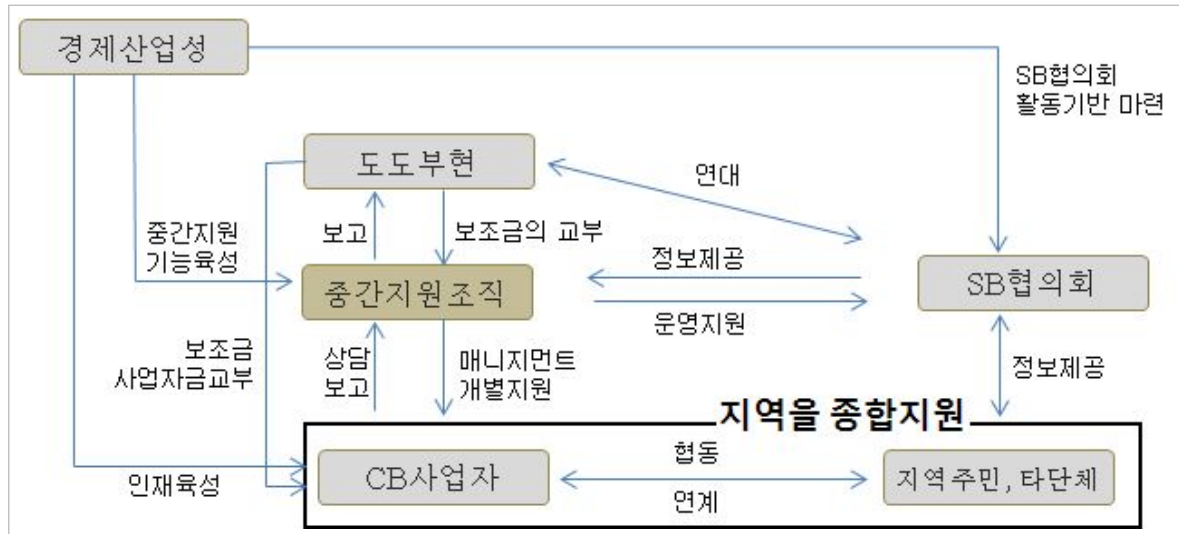 경제산업성
SB협의회
활동기반 마련
도도부현
연대
중간지원
기능육성
보고
보조금의 교부
정보제공
중간지원조직
SB협의회
운영지원
보조금
사업자금교부
상담
보고
매니지먼트
개별지원
정보제공
지역을 종합지원
협동
CB사업자
지역주민, 타단체
인재육성
연계